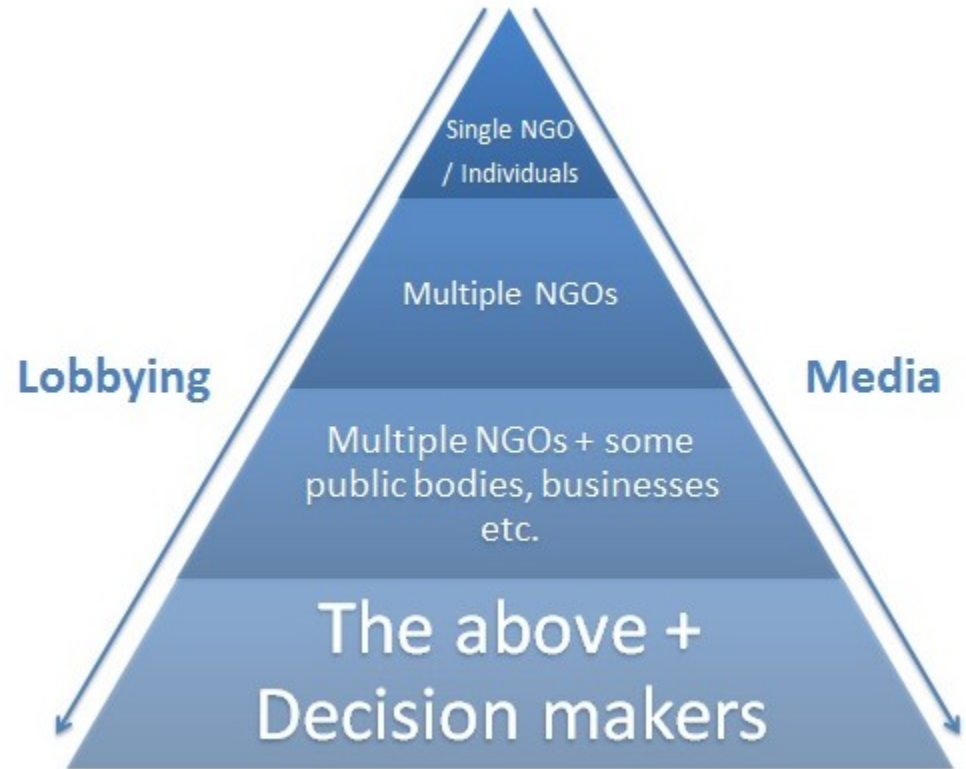 Single NGO
/ Individuals
Multiple NGOs
Lobbying
Media
Multiple NGOs + some
public bodies, businesses
etc.
The above +
Decision makers